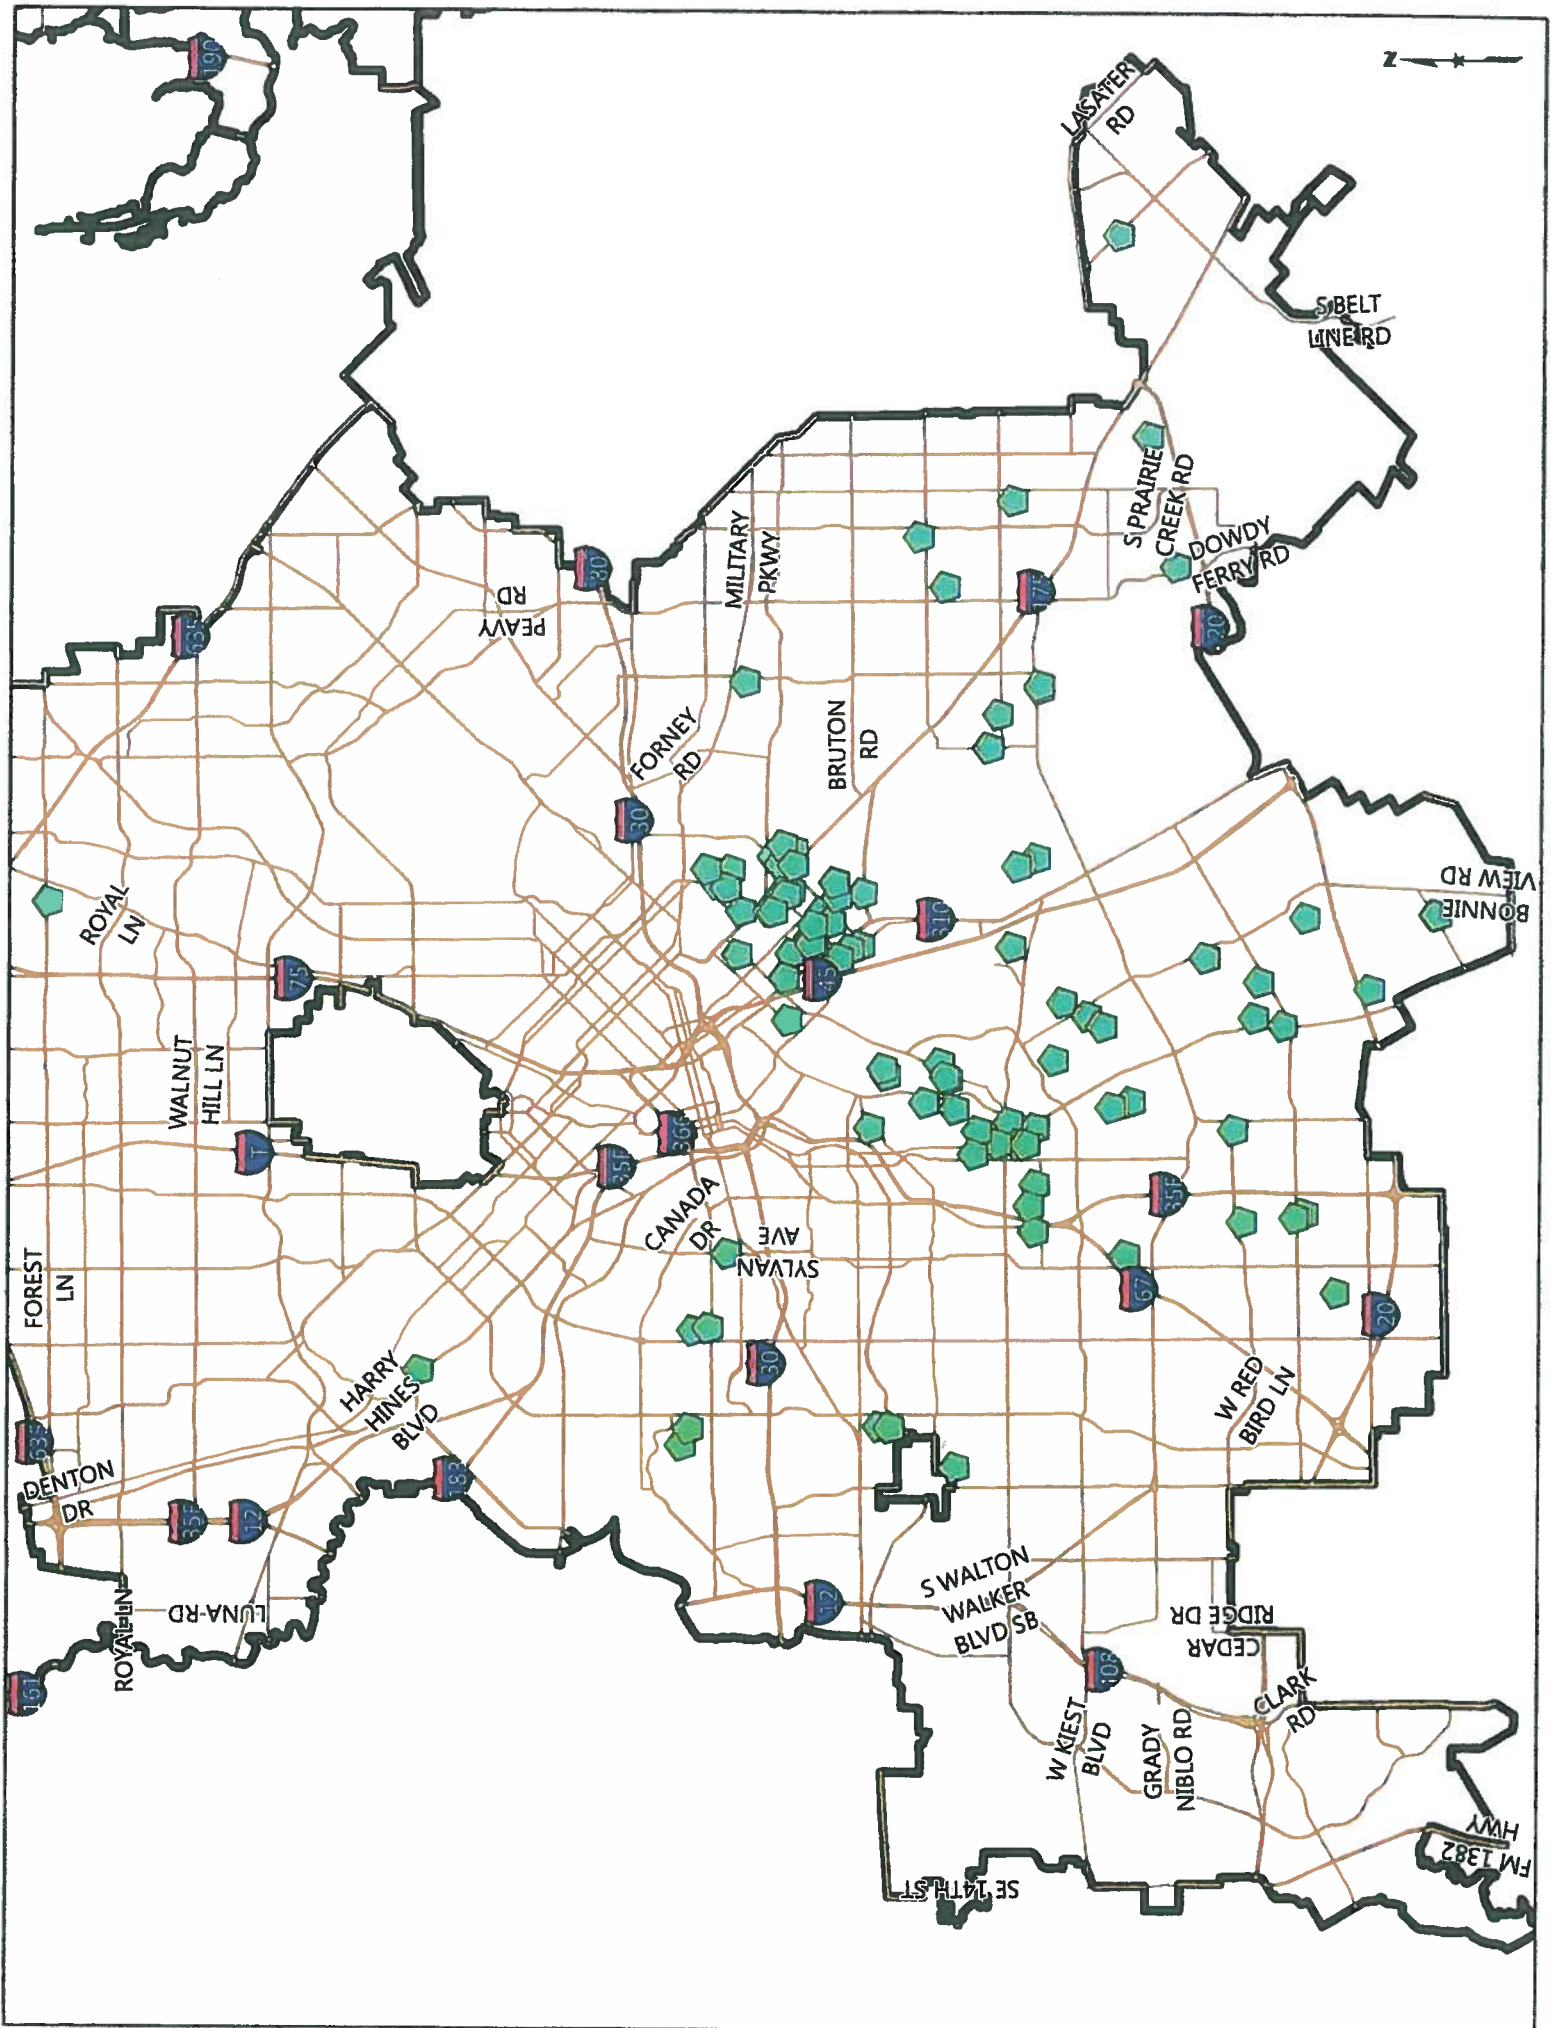 190
Z
LASATER
RD
S BELT
LINE RD
S PRAIRIE
CREEK RD
DOWDY
FERRY RD
MILITARY
PKWY
80
PEAVY
RD
635
175
20
FORNEY
RD
BRUTON
RD
30
ROYAL
LN
310
BONNIE
VIEW RD
75
45
WALNUT
HILL LN
T
366
35E
CANADA
DR
SYLVAN
AVE
35E
67
20
FOREST
LN
30
HARRY
HINES
BLVD
W RED
BIRD LN
635
DENTON
DR
183
35E
12
S WALTON
WALKER
BLVD SB
12
LUNA RD
ROYAL LN
CEDAR
RIDGE DR
161
408
CLARK
RD
W KIEST
BLVD
GRADY
NIBLO RD
SE 14TH ST
FM 1382
HWY